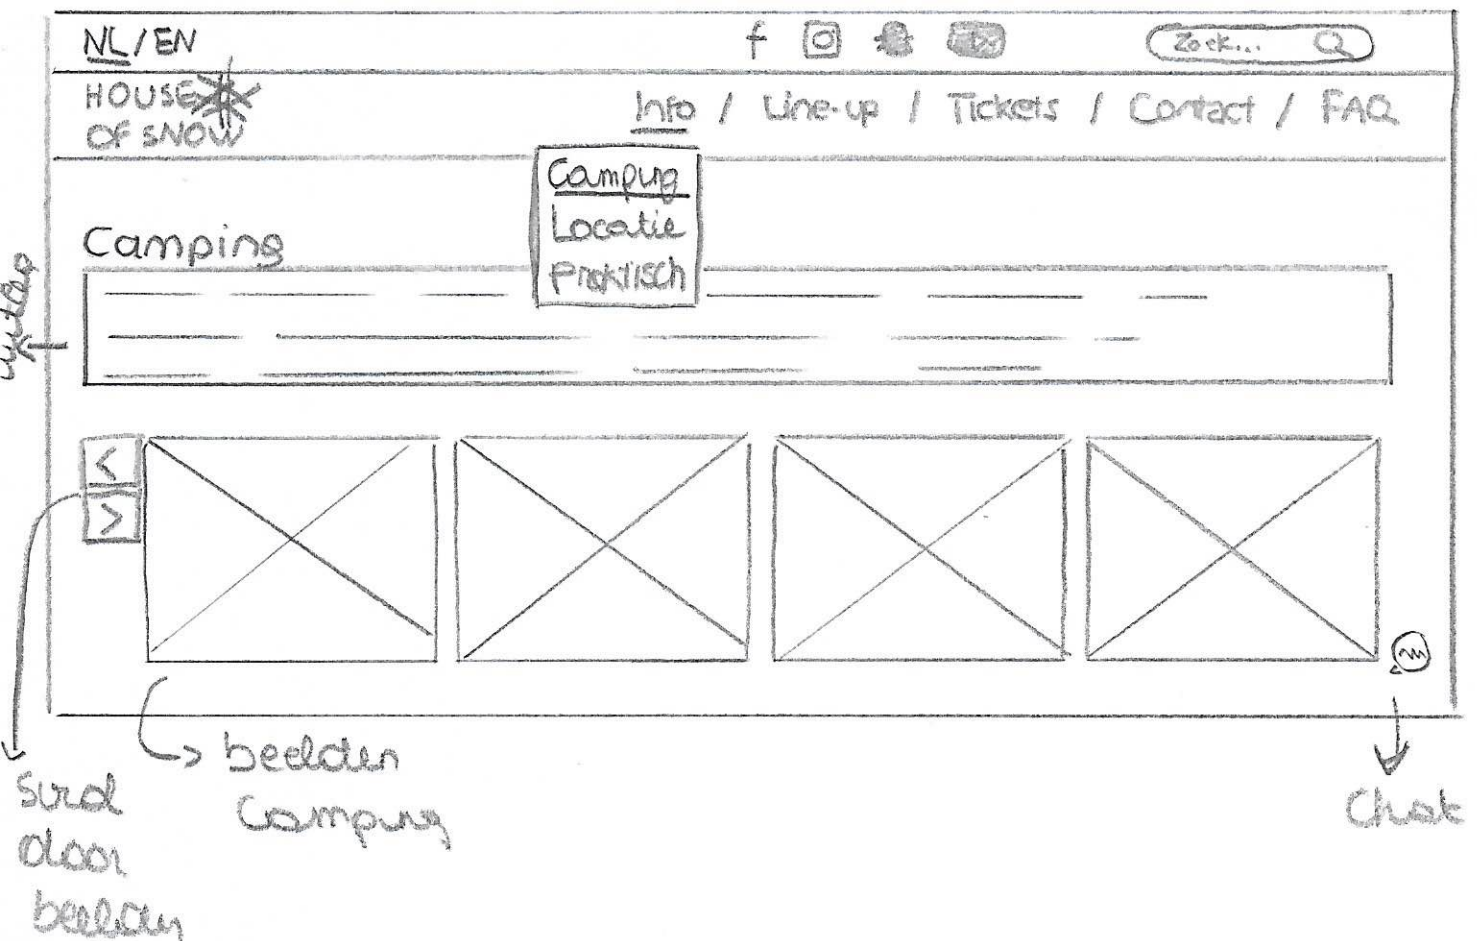 NL/EN
f
Zoek...
HOUSE
OF SNOW
Info / Line-up / Tickets / Contact / FAQ
Camping
Locatie
Praktisch
Camping
<
>
beelden
Camping
Scrol
door
beelden
Chat